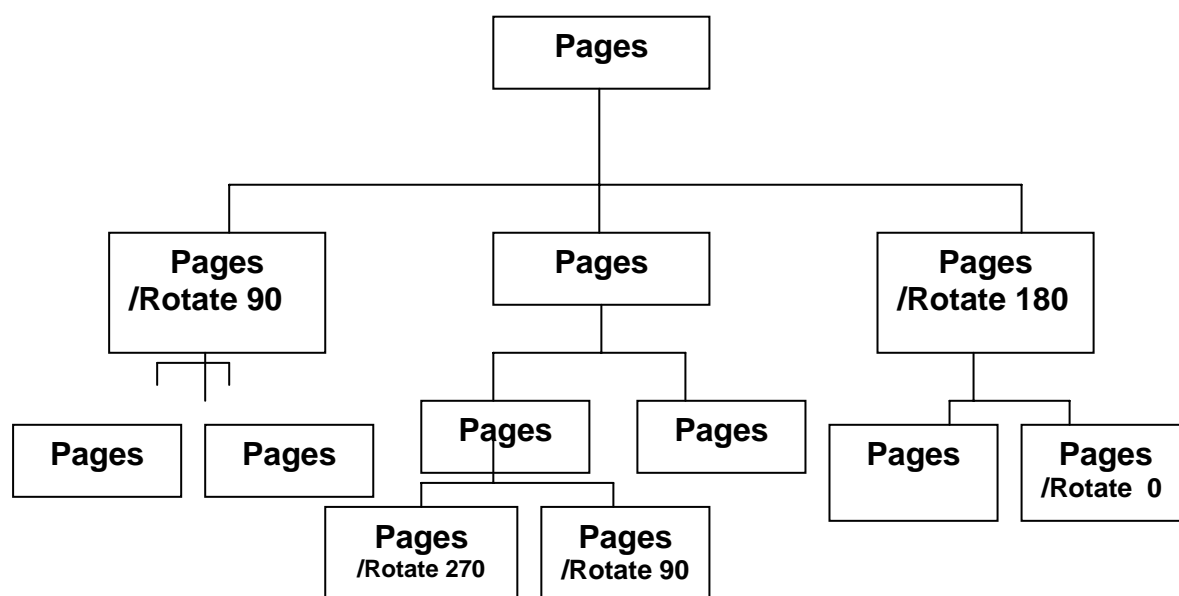 Pages
Pages
/Rotate 90
Pages
Pages
/Rotate 180
Pages
Pages
Pages
Pages
Pages
Pages
/Rotate 0
Pages
/Rotate 270
Pages
/Rotate 90